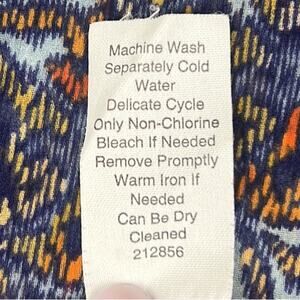 Machine Wash
Separately Cold
Water
Delicate Cycle
Only Non-Chlorine
Bleach If Needed
Remove Promptly
Warm Iron If
Needed
Can Be Dry
Cleaned
212856